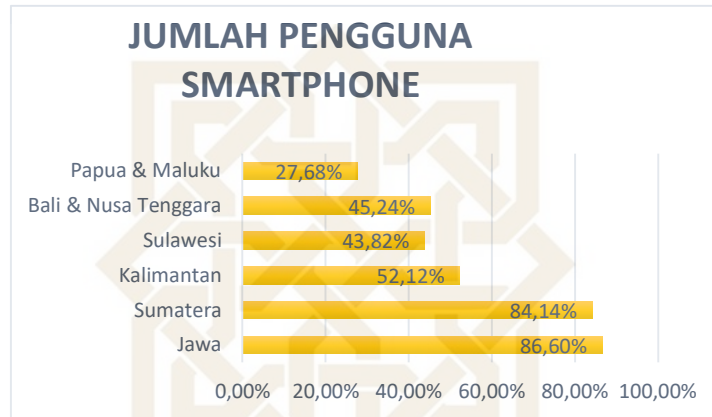 JUMLAH PENGGUNA
SMARTPHONE
Papua & Maluku 27,68%
Bali & Nusa Tenggara 45,24%
Sulawesi 43,82%
Kalimantan 52,12%
Sumatera 84,14%
Jawa 86,60%
0,00% 20,00% 40,00% 60,00% 80,00% 100,00%